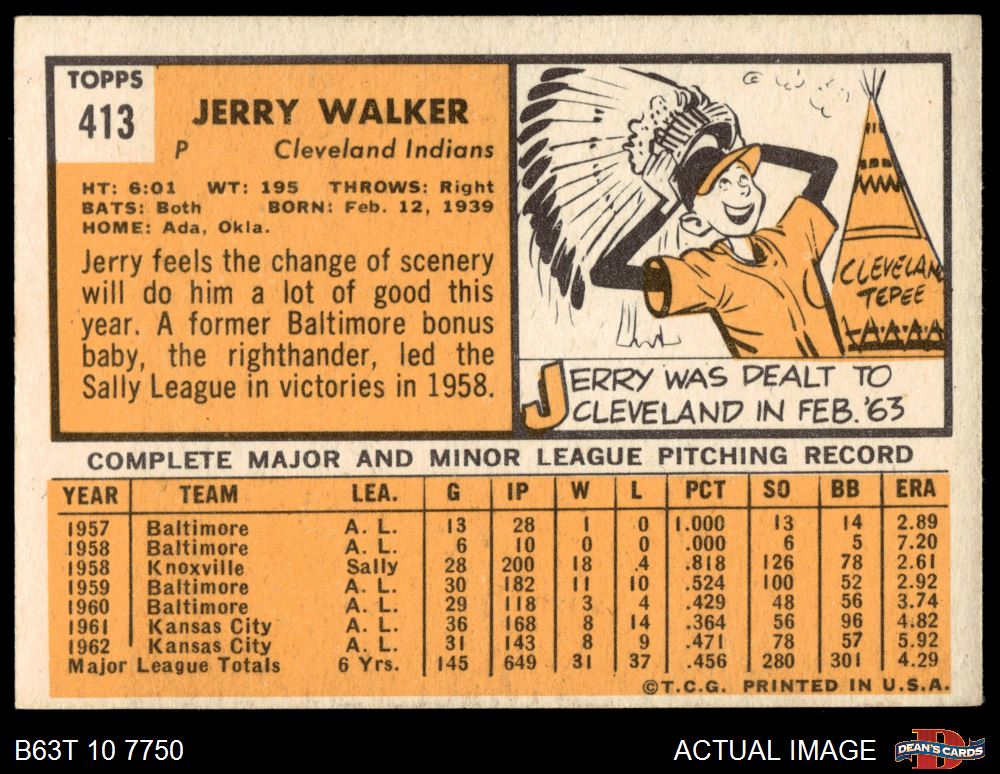 TOPPS
413
JERRY WALKER
P Cleveland Indians
HT: 6:01 WT: 195 THROWS: Right
BATS: Both BORN: Feb. 12, 1939
HOME: Ada, Okla.
Jerry feels the change of scenery
will do him a lot of good this
year. A former Baltimore bonus
baby, the righthander, led the
Sally League in victories in 1958.
CLEVELAN
TEPEE
JERRY WAS DEALT TO
CLEVELAND IN FEB. '63
COMPLETE MAJOR AND MINOR LEAGUE PITCHING RECORD
YEAR TEAM LEA. G IP W L PCT SO BB ERA
1957 Baltimore A. L. 13 28 1 0 1.000 13 14 2.89
1958 Baltimore A. L. 6 10 0 0 .000 6 5 7.20
1958 Knoxville Sally 28 200 18 4 .818 126 78 2.61
1959 Baltimore A. L. 30 182 11 10 .524 100 52 2.92
1960 Baltimore A. L. 29 118 3 4 .429 48 56 3.74
1961 Kansas City A. L. 36 168 8 14 .364 56 96 4.82
1962 Kansas City A. L. 31 143 8 9 .471 78 57 5.92
Major League Totals 6 Yrs. 145 649 31 37 .456 280 301 4.29
©T.C.G. PRINTED IN U.S.A.
B63T 10 7750
ACTUAL IMAGE
DEAN'S CARDS